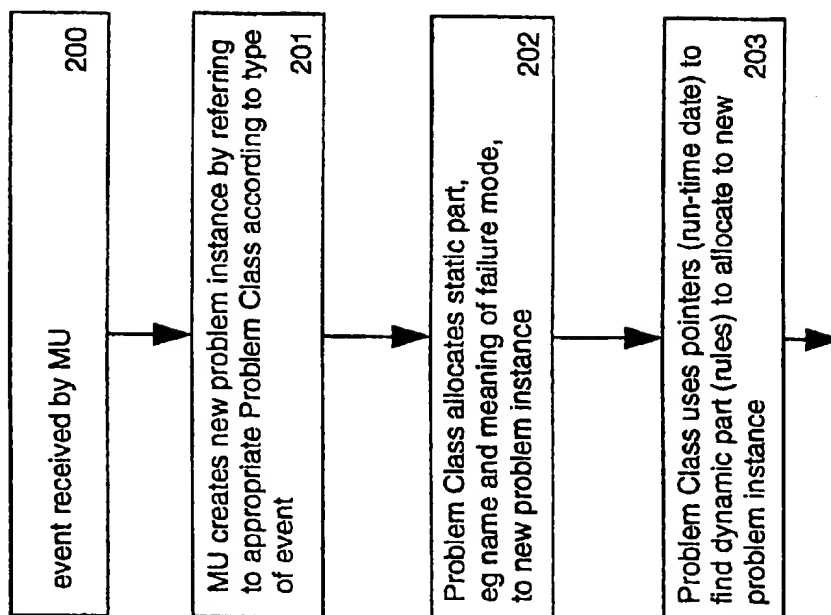 event received by MU
200
MU creates new problem instance by referring
to appropriate Problem Class according to type
of event
201
Problem Class allocates static part,
eg name and meaning of failure mode,
to new problem instance
202
Problem Class uses pointers (run-time date) to
find dynamic part (rules) to allocate to new
problem instance
203